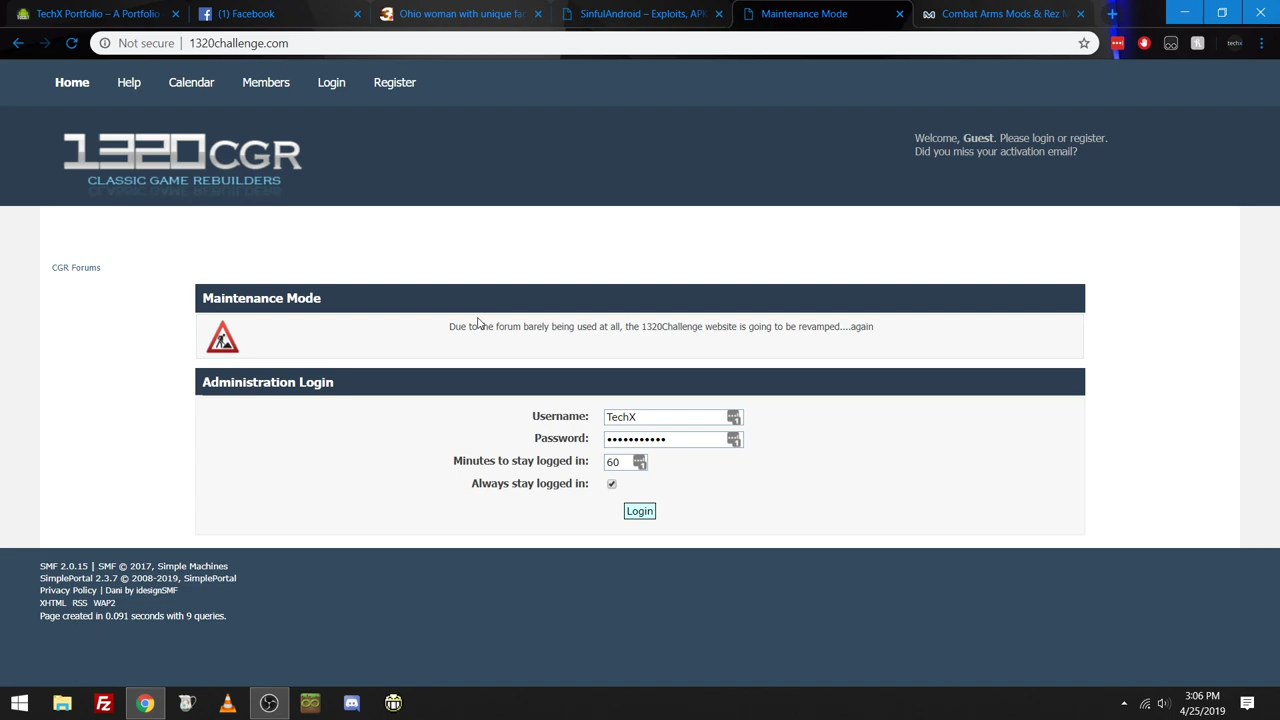 TechX Portfolio – A Portfolio
(1) Facebook
Ohio woman with unique fac
SinfulAndroid – Exploits, APK
Maintenance Mode
Combat Arms Mods & Rez M
Not secure | 1320challenge.com
Home Help Calendar Members Login Register
1320CGR
CLASSIC GAME REBUILDERS
Welcome, Guest. Please login or register.
Did you miss your activation email?
CGR Forums
Maintenance Mode
Due to the forum barely being used at all, the 1320Challenge website is going to be revamped....again
Administration Login
Username: TechX
Password: •••••••••••
Minutes to stay logged in: 60
Always stay logged in:
Login
SMF 2.0.15 | SMF © 2017, Simple Machines
SimplePortal 2.3.7 © 2008-2019, SimplePortal
Privacy Policy | Dani by idesignSMF
XHTML RSS WAP2
Page created in 0.091 seconds with 9 queries.
3:06 PM
4/25/2019